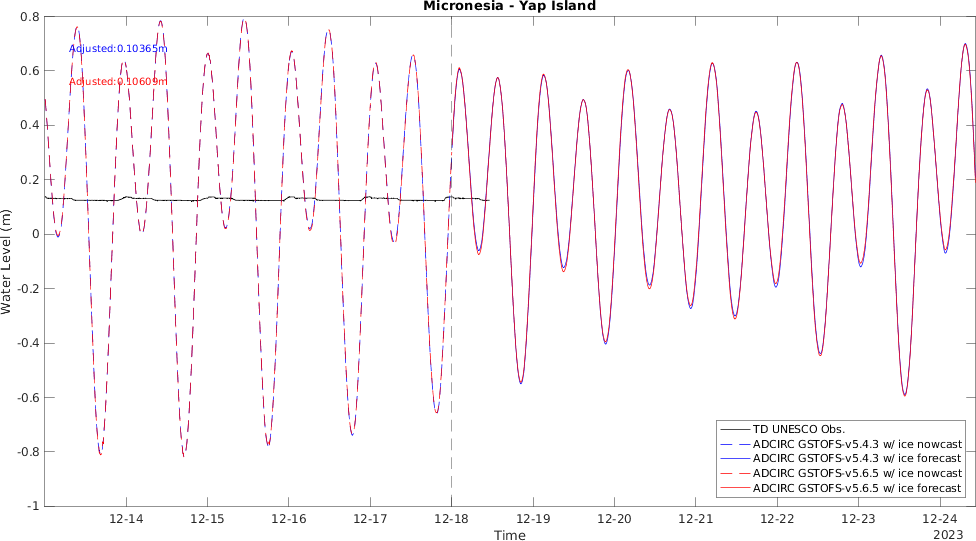 Micronesia - Yap Island
0.8
0.6
0.4
0.2
0
-0.2
-0.4
-0.6
-0.8
-1
Water Level (m)
Adjusted:0.10365m
Adjusted:0.10609m
TD UNESCO Obs.
ADCIRC GSTOFS-v5.4.3 w/ ice nowcast
ADCIRC GSTOFS-v5.4.3 w/ ice forecast
ADCIRC GSTOFS-v5.6.5 w/ ice nowcast
ADCIRC GSTOFS-v5.6.5 w/ ice forecast
12-14 12-15 12-16 12-17 12-18 12-19 12-20 12-21 12-22 12-23 12-24
Time
2023